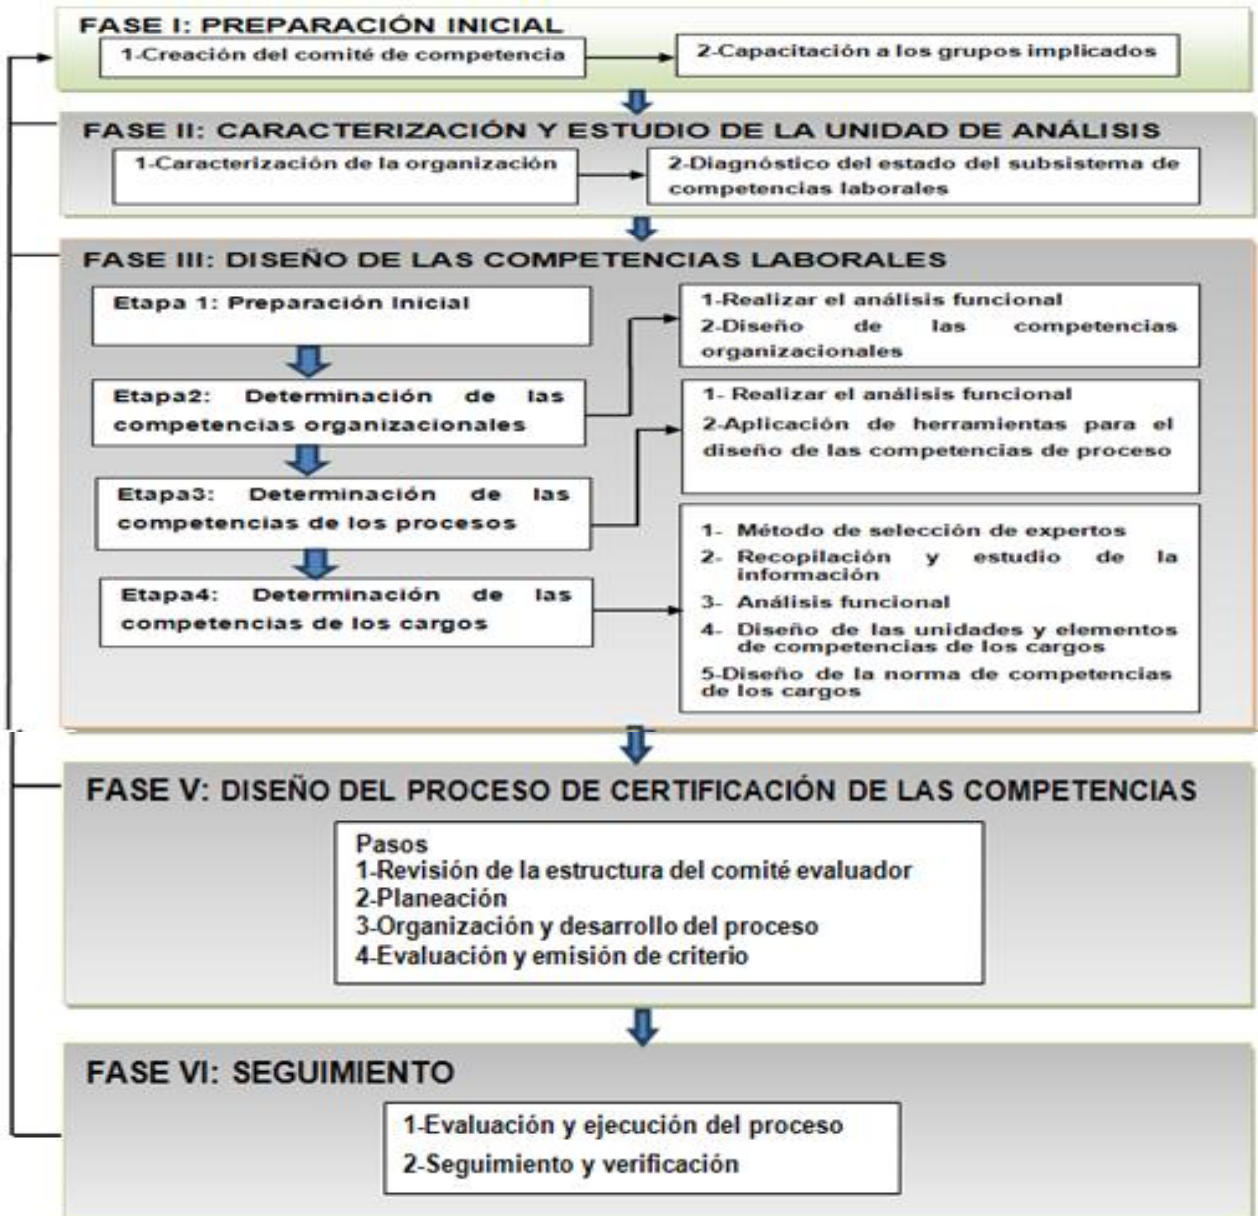 FASE I: PREPARACIÓN INICIAL
1-Creación del comité de competencia
2-Capacitación a los grupos implicados
FASE II: CARACTERIZACIÓN Y ESTUDIO DE LA UNIDAD DE ANÁLISIS
1-Caracterización de la organización
2-Diagnóstico del estado del subsistema de
competencias laborales
FASE III: DISEÑO DE LAS COMPETENCIAS LABORALES
Etapa 1: Preparación Inicial
1-Realizar el análisis funcional
2-Diseño de las competencias
organizacionales
Etapa2: Determinación de las
competencias organizacionales
1- Realizar el análisis funcional
2-Aplicación de herramientas para el
diseño de las competencias de proceso
Etapa3: Determinación de las
competencias de los procesos
1- Método de selección de expertos
2- Recopilación y estudio de la
información
3- Análisis funcional
4- Diseño de las unidades y elementos
de competencias de los cargos
5-Diseño de la norma de competencias
de los cargos
Etapa4: Determinación de las
competencias de los cargos
FASE V: DISEÑO DEL PROCESO DE CERTIFICACIÓN DE LAS COMPETENCIAS
Pasos
1-Revisión de la estructura del comité evaluador
2-Planeación
3-Organización y desarrollo del proceso
4-Evaluación y emisión de criterio
FASE VI: SEGUIMIENTO
1-Evaluación y ejecución del proceso
2-Seguimiento y verificación